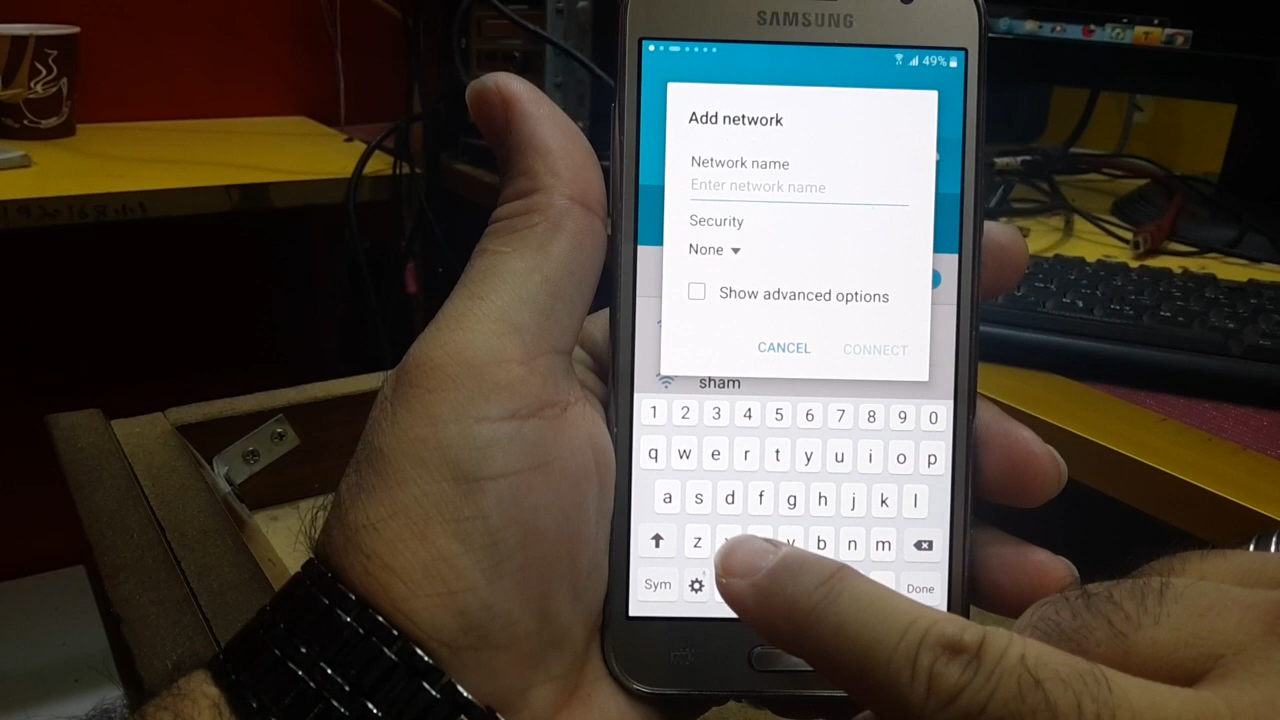 SAMSUNG
49%
Add network
Network name
Enter network name
Security
None
Show advanced options
CANCEL CONNECT
sham
1 2 3 4 5 6 7 8 9 0
q w e r t y u i o p
a s d f g h j k l
z v b n m
Sym Done